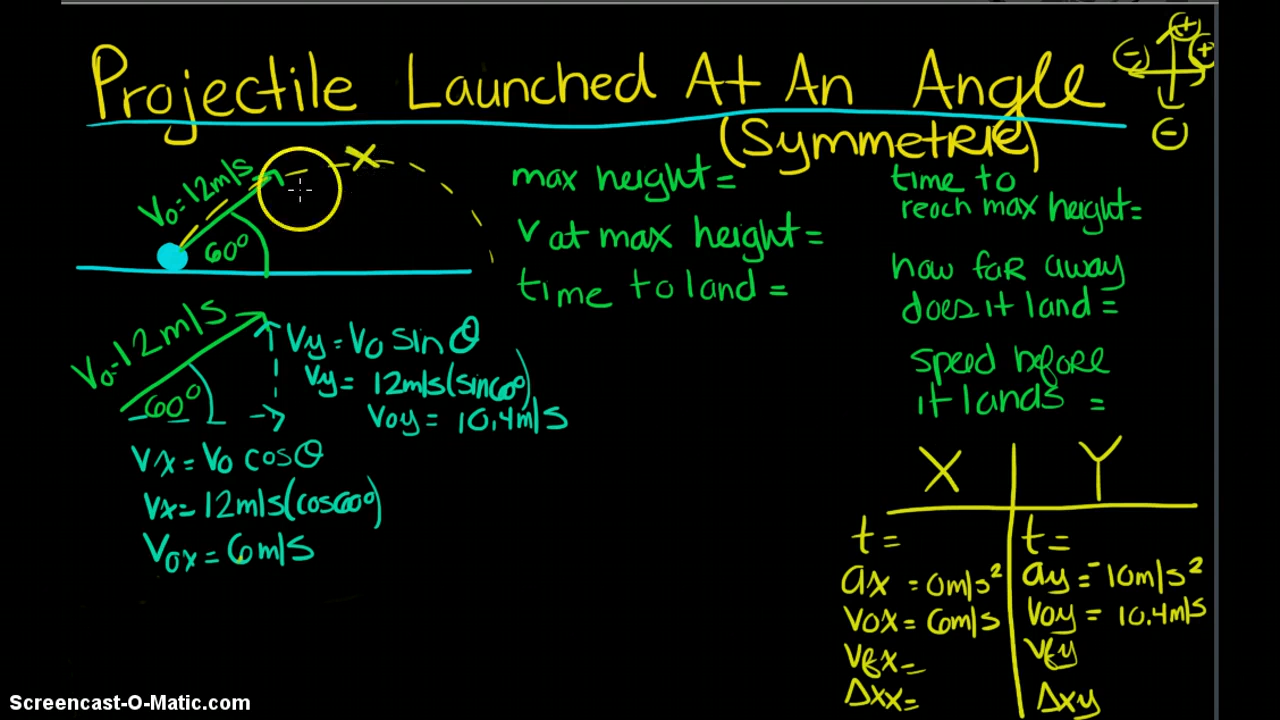 Projectile Launched At An Angle
(Symmetric)
+
-
+
-
V0=12m/s
60°
x
max height=
v at max height=
time to land =
time to
reach max height=
how far away
does it land =
speed before
it lands =
V0=12m/s
60°
Vy = V0 sin θ
Vy = 12m/s(sin60°)
Voy = 10.4m/s
Vx = V0 cos θ
Vx = 12m/s(cos60°)
Vox = 6m/s
X Y
t = t =
ax = 0m/s² ay = -10m/s²
Vox = 6m/s Voy = 10.4m/s
Vfx = Vfy
Δxx = Δxy
Screencast-O-Matic.com